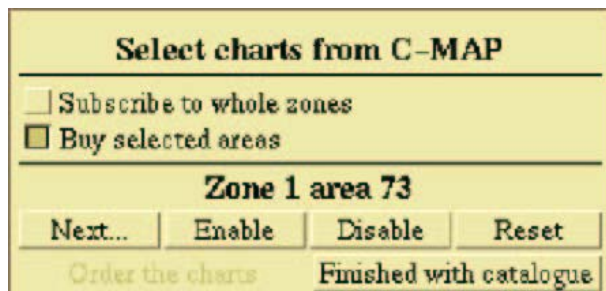 Select charts from C-MAP
Subscribe to whole zones
Buy selected areas
Zone 1 area 73
Next... Enable Disable Reset
Order the charts Finished with catalogue